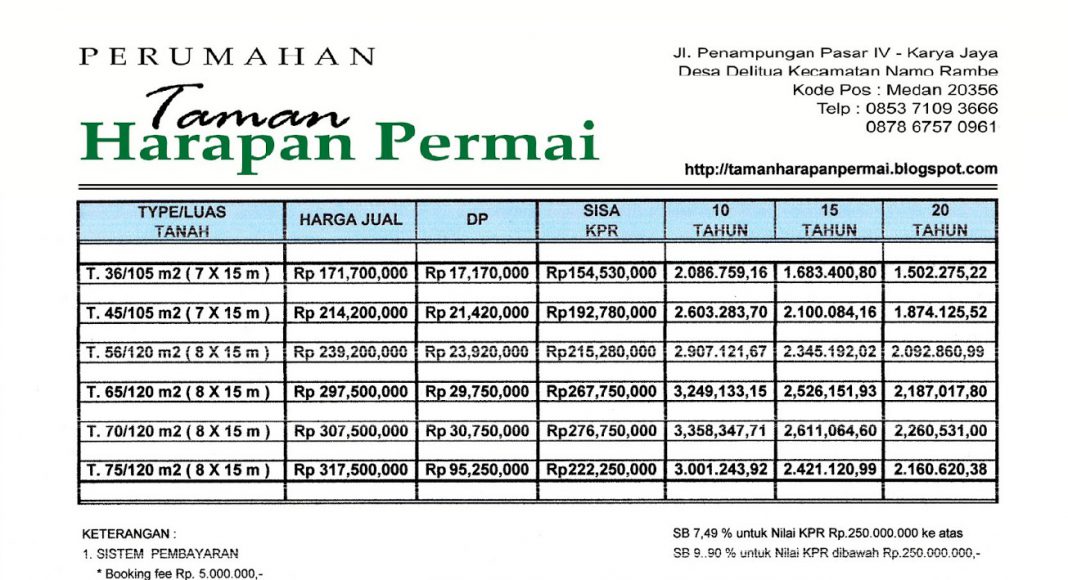 PERUMAHAN
Taman
Harapan Permai
Jl. Penampungan Pasar IV - Karya Jaya
Desa Delitua Kecamatan Namo Rambe
Kode Pos : Medan 20356
Telp : 0853 7109 3666
0878 6757 0961
http://tamanharapanpermai.blogspot.com
TYPE/LUAS TANAH HARGA JUAL DP SISA KPR 10 TAHUN 15 TAHUN 20 TAHUN
T. 36/105 m2 ( 7 X 15 m ) Rp 171,700,000 Rp 17,170,000 Rp154,530,000 2.086.759,16 1.683.400,80 1.502.275,22
T. 45/105 m2 ( 7 X 15 m ) Rp 214,200,000 Rp 21,420,000 Rp192,780,000 2.603.283,70 2.100.084,16 1.874.125,52
T. 56/120 m2 ( 8 X 15 m ) Rp 239,200,000 Rp 23,920,000 Rp215,280,000 2.907.121,67 2.345.192,02 2.092.860,99
T. 65/120 m2 ( 8 X 15 m ) Rp 297,500,000 Rp 29,750,000 Rp267,750,000 3,249,133,15 2,526,151,93 2,187,017,80
T. 70/120 m2 ( 8 X 15 m ) Rp 307,500,000 Rp 30,750,000 Rp276,750,000 3,358,347,71 2,611,064,60 2,260,531,00
T. 75/120 m2 ( 8 X 15 m ) Rp 317,500,000 Rp 95,250,000 Rp222,250,000 3.001.243,92 2.421.120,99 2.160.620,38
KETERANGAN :
1. SISTEM PEMBAYARAN
* Booking fee Rp. 5.000.000,-
SB 7,49 % untuk Nilai KPR Rp.250.000.000 ke atas
SB 9..90 % untuk Nilai KPR dibawah Rp.250.000.000,-